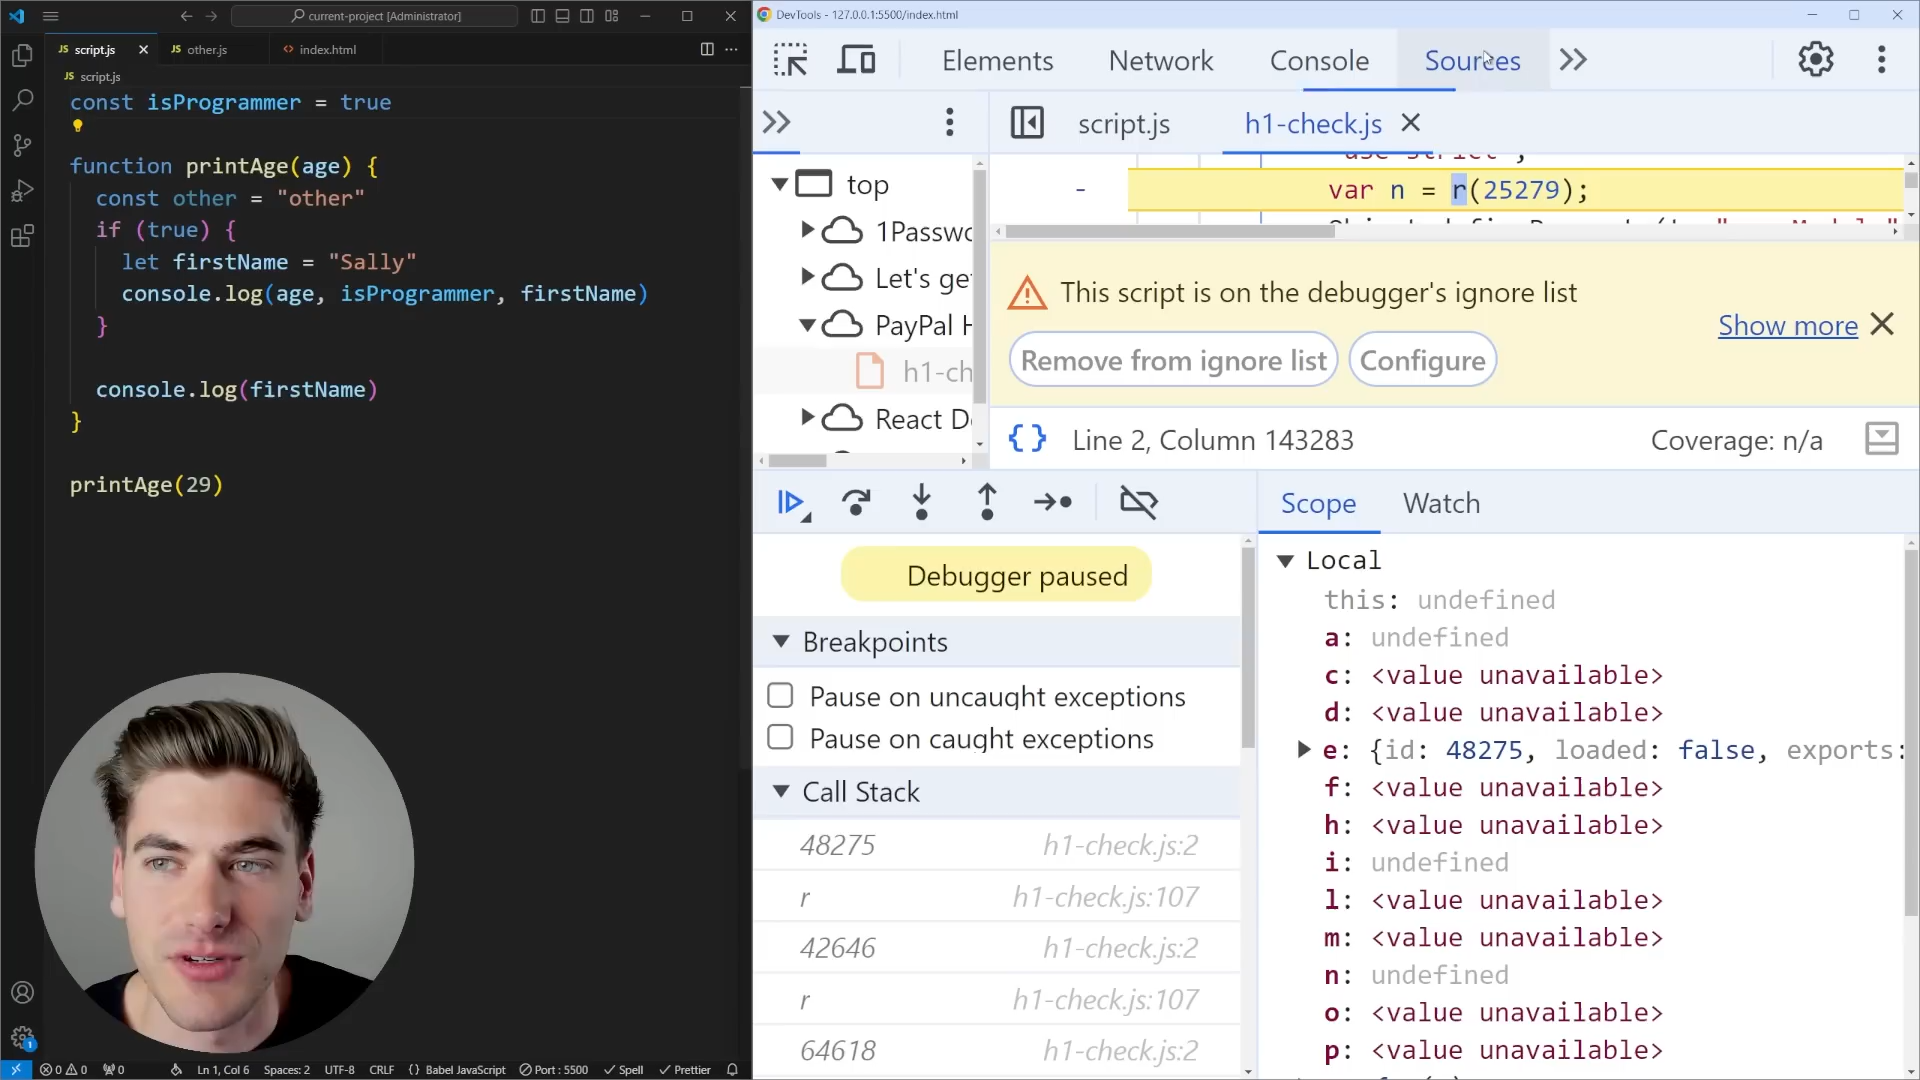 current-project [Administrator]
script.js
other.js
index.html
script.js
const isProgrammer = true
function printAge(age) {
const other = "other"
if (true) {
let firstName = "Sally"
console.log(age, isProgrammer, firstName)
}
console.log(firstName)
}
printAge(29)
1
0 0 0
Ln 1, Col 6
Spaces: 2
UTF-8
CRLF
{ } Babel JavaScript
Port : 5500
Spell
Prettier
DevTools - 127.0.0.1:5500/index.html
Elements
Network
Console
Sources
script.js
h1-check.js
top
1Passwo
Let's ge
PayPal H
h1-ch
React D
- var n = r(25279);
This script is on the debugger's ignore list
Show more
Remove from ignore list
Configure
{ } Line 2, Column 143283
Coverage: n/a
Debugger paused
Breakpoints
Pause on uncaught exceptions
Pause on caught exceptions
Call Stack
48275 h1-check.js:2
r h1-check.js:107
42646 h1-check.js:2
r h1-check.js:107
64618 h1-check.js:2
Scope
Watch
Local
this: undefined
a: undefined
c: <value unavailable>
d: <value unavailable>
e: {id: 48275, loaded: false, exports:
f: <value unavailable>
h: <value unavailable>
i: undefined
l: <value unavailable>
m: <value unavailable>
n: undefined
o: <value unavailable>
p: <value unavailable>